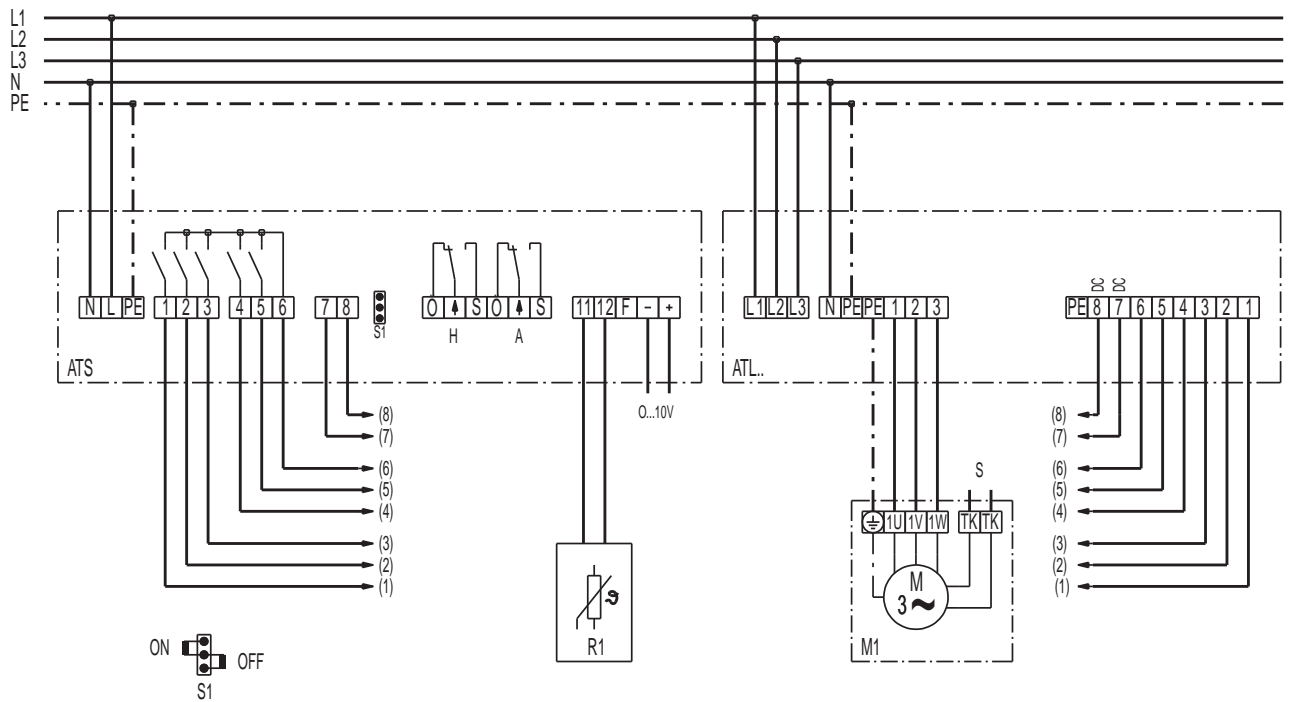 L1
L2
L3
N
PE
N L PE 1 2 3 4 5 6 7 8 S1 Ö S Ö S 11 12 F – +
H A
ATS
L1 L2 L3 N PE PE 1 2 3 PE 8 7 6 5 4 3 2 1
DC DC
ATL..
(8)
(7)
(6)
(5)
(4)
(3)
(2)
(1)
O...10V
S
(8)
(7)
(6)
(5)
(4)
(3)
(2)
(1)
1U 1V 1W TK TK
M
3 ~
M1
ϑ
R1
ON OFF
S1